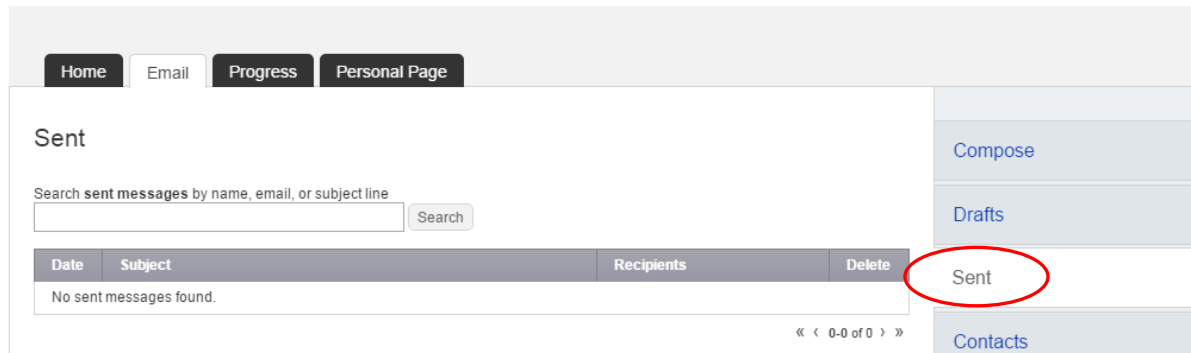 Home Email Progress Personal Page
Sent
Search sent messages by name, email, or subject line
Search
Date Subject Recipients Delete
No sent messages found.
« ‹ 0-0 of 0 › »
Compose
Drafts
Sent
Contacts